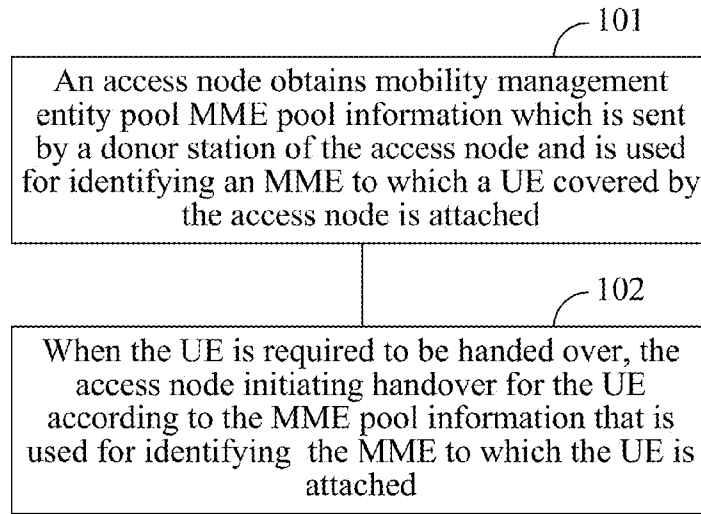 101
An access node obtains mobility management
entity pool MME pool information which is sent
by a donor station of the access node and is used
for identifying an MME to which a UE covered by
the access node is attached
102
When the UE is required to be handed over, the
access node initiating handover for the UE
according to the MME pool information that is
used for identifying the MME to which the UE is
attached